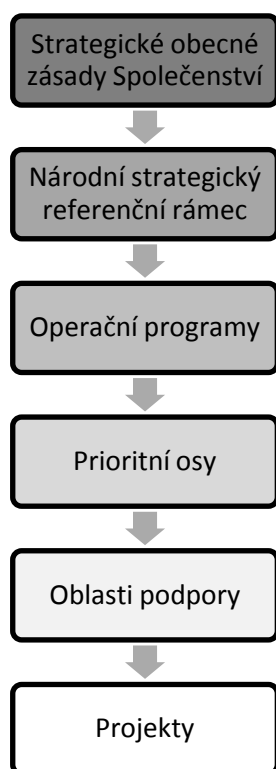 Strategické obecné
zásady Společenství
Národní strategický
referenční rámec
Operační programy
Prioritní osy
Oblasti podpory
Projekty